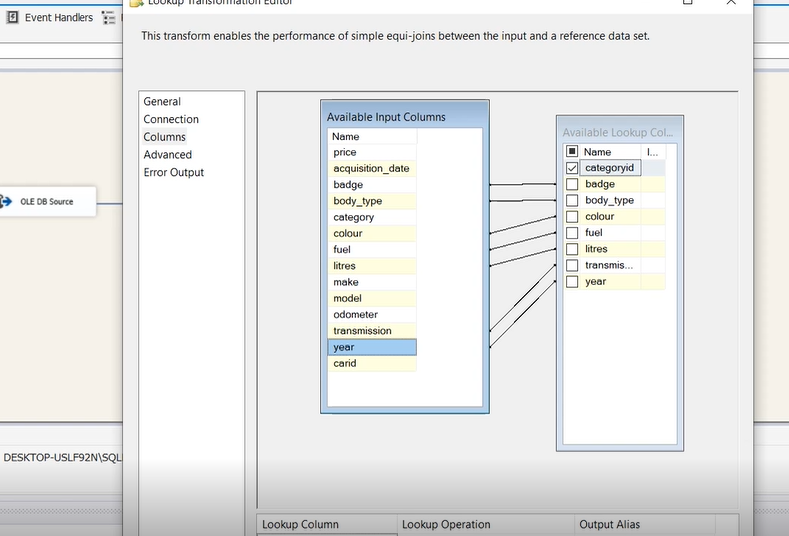 Lookup Transformation Editor
Event Handlers
This transform enables the performance of simple equi-joins between the input and a reference data set.
General
Connection
Columns
Advanced
Error Output
OLE DB Source
Available Input Columns
Name
price
acquisition_date
badge
body_type
category
colour
fuel
litres
make
model
odometer
transmission
year
carid
Available Lookup Col...
Name I...
categoryid
badge
body_type
colour
fuel
litres
transmis...
year
DESKTOP-USLF92N\SQL
Lookup Column Lookup Operation Output Alias